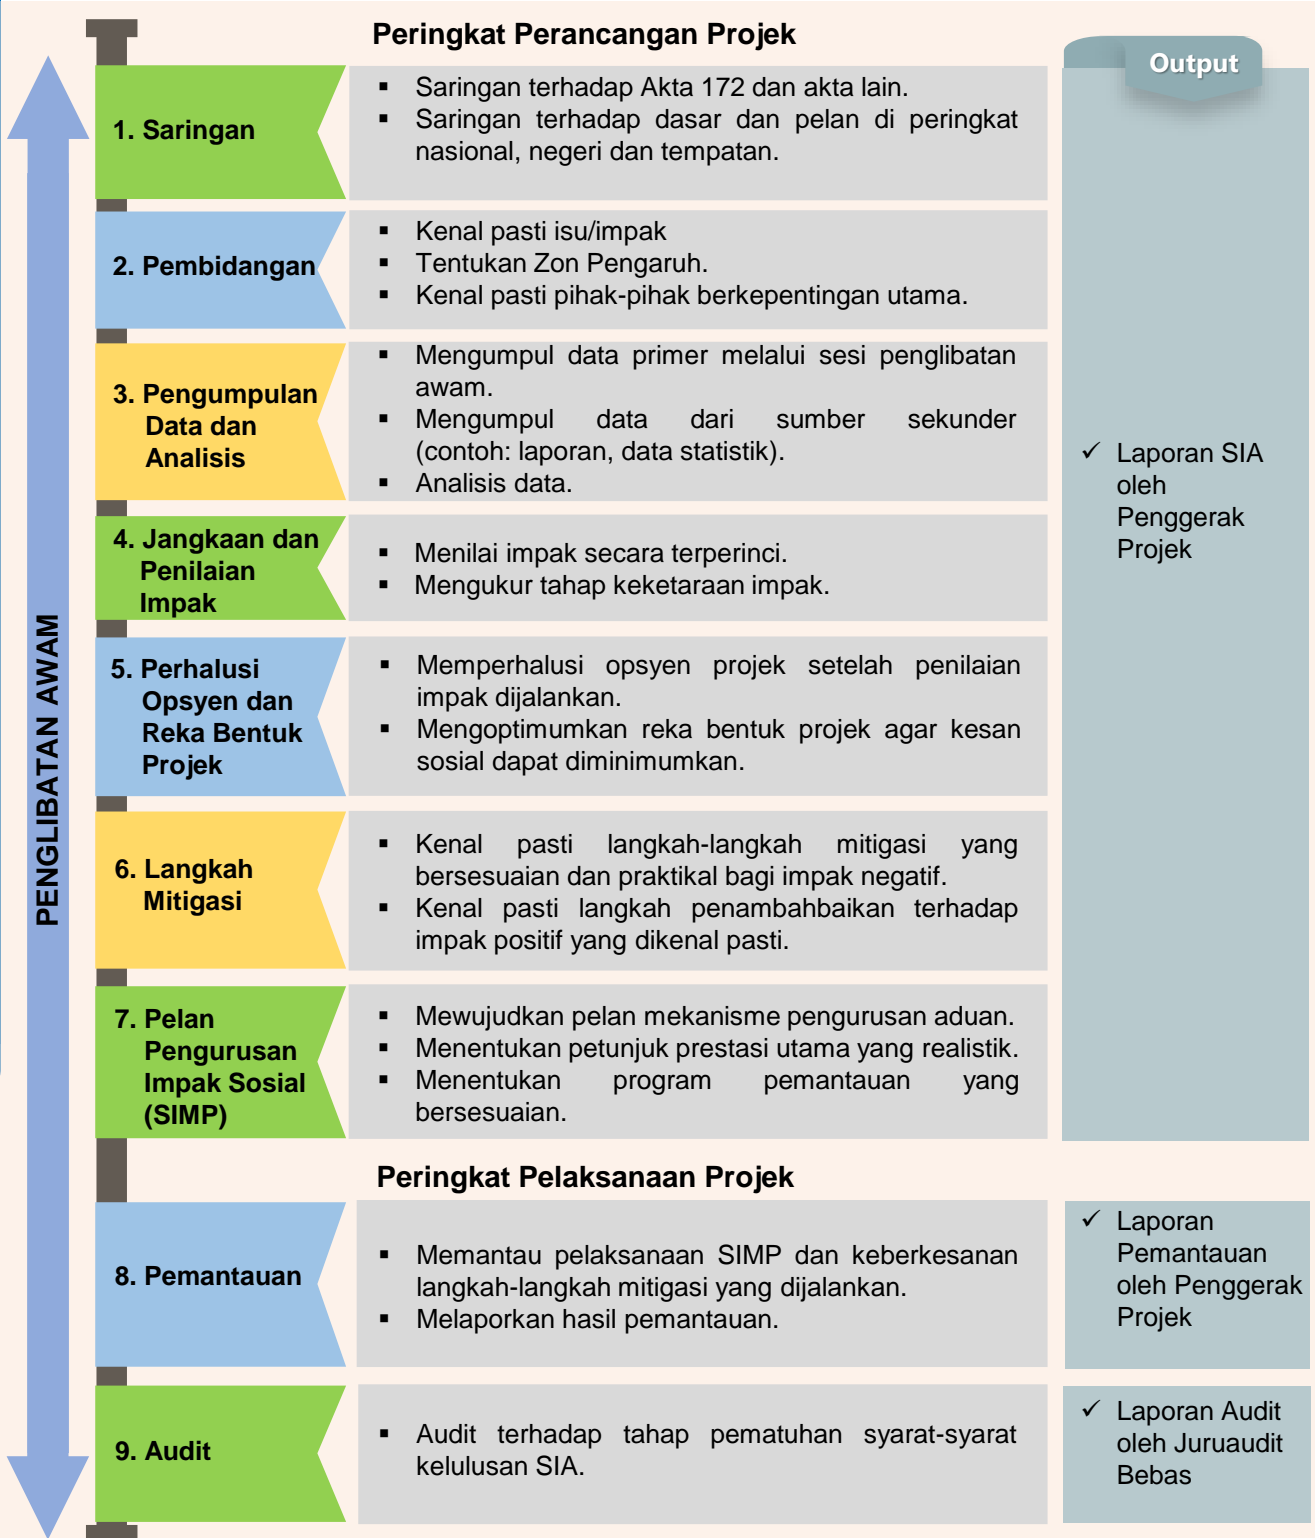 Peringkat Perancangan Projek
Output
1. Saringan
▪ Saringan terhadap Akta 172 dan akta lain.
▪ Saringan terhadap dasar dan pelan di peringkat
nasional, negeri dan tempatan.
2. Pembidangan
▪ Kenal pasti isu/impak
▪ Tentukan Zon Pengaruh.
▪ Kenal pasti pihak-pihak berkepentingan utama.
3. Pengumpulan
Data dan
Analisis
▪ Mengumpul data primer melalui sesi penglibatan
awam.
▪ Mengumpul data dari sumber sekunder
(contoh: laporan, data statistik).
▪ Analisis data.
4. Jangkaan dan
Penilaian
Impak
▪ Menilai impak secara terperinci.
▪ Mengukur tahap keketaraan impak.
5. Perhalusi
Opsyen dan
Reka Bentuk
Projek
▪ Memperhalusi opsyen projek setelah penilaian
impak dijalankan.
▪ Mengoptimumkan reka bentuk projek agar kesan
sosial dapat diminimumkan.
6. Langkah
Mitigasi
▪ Kenal pasti langkah-langkah mitigasi yang
bersesuaian dan praktikal bagi impak negatif.
▪ Kenal pasti langkah penambahbaikan terhadap
impak positif yang dikenal pasti.
7. Pelan
Pengurusan
Impak Sosial
(SIMP)
▪ Mewujudkan pelan mekanisme pengurusan aduan.
▪ Menentukan petunjuk prestasi utama yang realistik.
▪ Menentukan program pemantauan yang
bersesuaian.
✓ Laporan SIA
oleh
Penggerak
Projek
PENGLIBATAN AWAM
Peringkat Pelaksanaan Projek
8. Pemantauan
▪ Memantau pelaksanaan SIMP dan keberkesanan
langkah-langkah mitigasi yang dijalankan.
▪ Melaporkan hasil pemantauan.
✓ Laporan
Pemantauan
oleh Penggerak
Projek
9. Audit
▪ Audit terhadap tahap pematuhan syarat-syarat
kelulusan SIA.
✓ Laporan Audit
oleh Juruaudit
Bebas